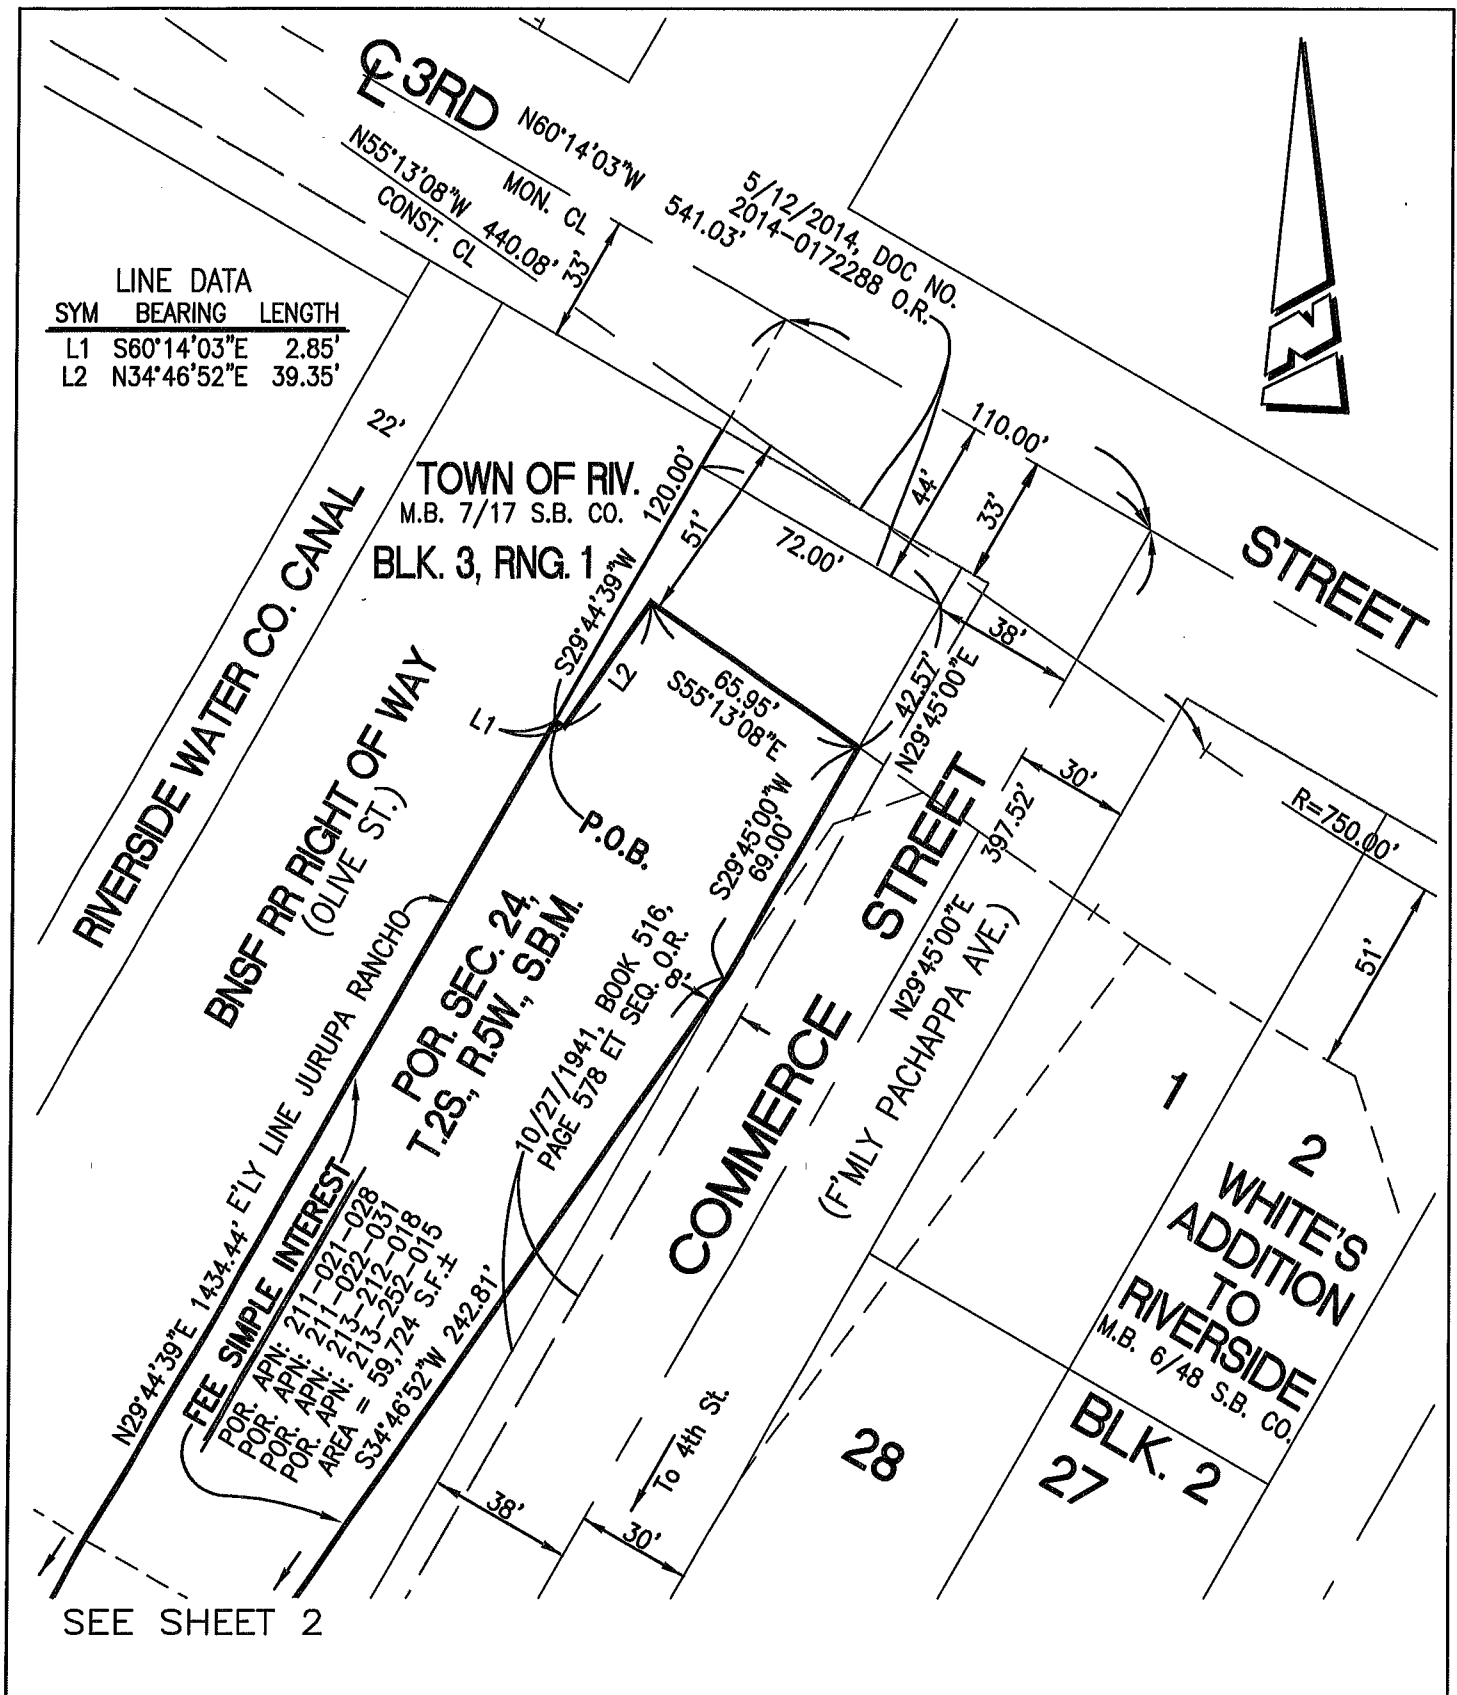 ℄ 3RD
N60°14'03"W
541.03'
MON. CL
N55°13'08"W 440.08'
CONST. CL
33'
5/12/2014, DOC NO.
2014-0172288 O.R.
N
LINE DATA
SYM BEARING LENGTH
L1 S60°14'03"E 2.85'
L2 N34°46'52"E 39.35'
22'
TOWN OF RIV.
M.B. 7/17 S.B. CO.
BLK. 3, RNG. 1
120.00'
S29°44'39"W
51'
72.00'
44'
110.00'
33'
STREET
38'
42.57'
N29°45'00"E
L2
L1
65.95'
S55°13'08"E
P.O.B.
S29°45'00"W
69.00'
30'
R=750.00'
51'
RIVERSIDE WATER CO. CANAL
BNSF RR RIGHT OF WAY
(OLIVE ST.)
N29°44'39"E 1434.44' E'LY LINE JURUPA RANCHO
POR. SEC. 24,
T.2S., R.5W., S.B.M.
10/27/1941, BOOK 516,
PAGE 578 ET SEQ. O.R.
8'
COMMERCE STREET
N29°45'00"E 397.52'
(F'MLY PACHAPPA AVE.)
1
2
WHITE'S
ADDITION
TO
RIVERSIDE
M.B. 6/48 S.B. CO.
BLK. 2
27
28
FEE SIMPLE INTEREST
POR. APN: 211-021-028
POR. APN: 211-022-031
POR. APN: 213-212-018
POR. APN: 213-252-015
AREA = 59,724 S.F.±
S34°46'52"W 242.81'
To 4th St.
38'
30'
SEE SHEET 2